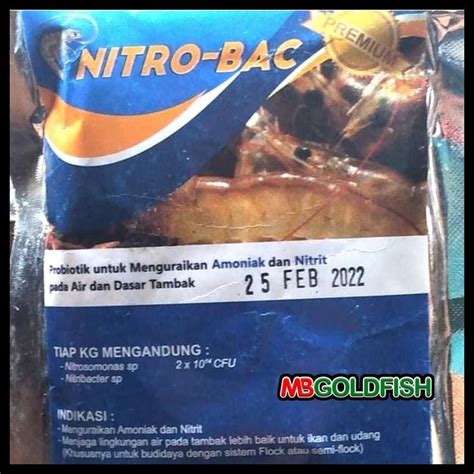 NITRO-BAC
PREMIUM
Probiotik untuk Menguraikan Amoniak dan Nitrit
pada Air dan Dasar Tambak
25 FEB 2022
TIAP KG MENGANDUNG :
- Nitrosomonas sp 2 x 10¹⁴ CFU
- Nitribacter sp
MBGOLDFISH
INDIKASI :
- Menguraikan Amoniak dan Nitrit
- Menjaga lingkungan air pada tambak lebih baik untuk ikan dan udang
(Khususnya untuk budidaya dengan sistem Flock atau semi-flock)